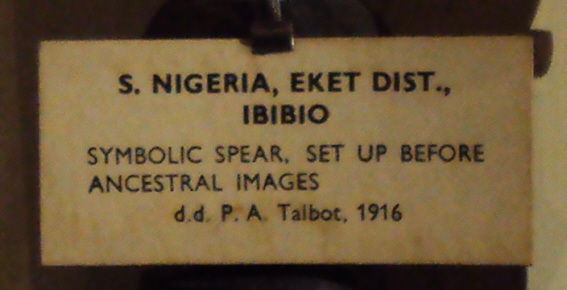 S. NIGERIA, EKET DIST.,
IBIBIO
SYMBOLIC SPEAR, SET UP BEFORE
ANCESTRAL IMAGES
d.d. P. A. Talbot, 1916